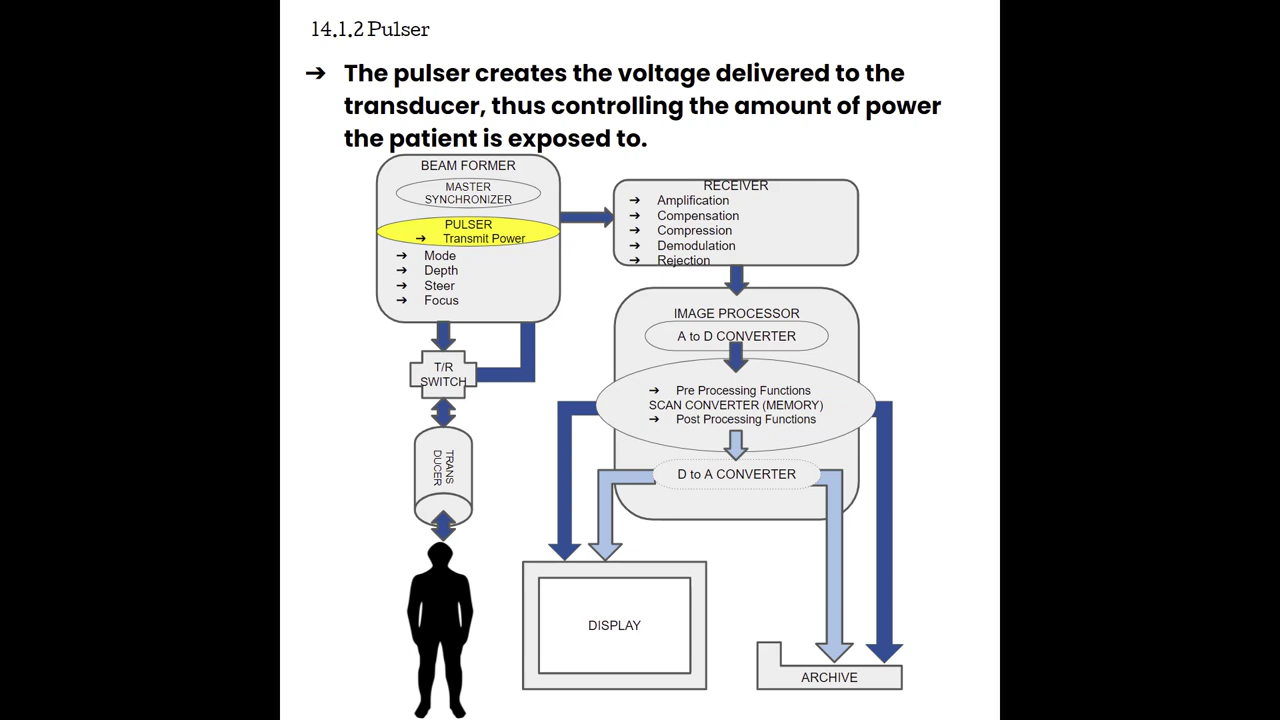 14.1.2 Pulser
➔ The pulser creates the voltage delivered to the
transducer, thus controlling the amount of power
the patient is exposed to.
BEAM FORMER
MASTER
SYNCHRONIZER
PULSER
➔ Transmit Power
➔ Mode
➔ Depth
➔ Steer
➔ Focus
T/R
SWITCH
TRANS
DUCER
RECEIVER
➔ Amplification
➔ Compensation
➔ Compression
➔ Demodulation
➔ Rejection
IMAGE PROCESSOR
A to D CONVERTER
➔ Pre Processing Functions
SCAN CONVERTER (MEMORY)
➔ Post Processing Functions
D to A CONVERTER
DISPLAY
ARCHIVE